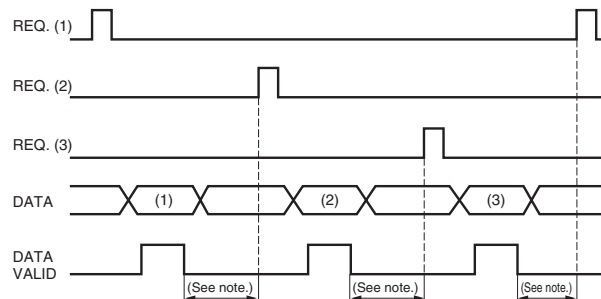 REQ. (1)
REQ. (2)
REQ. (3)
DATA
(1)
(2)
(3)
DATA
VALID
(See note.)
(See note.)
(See note.)